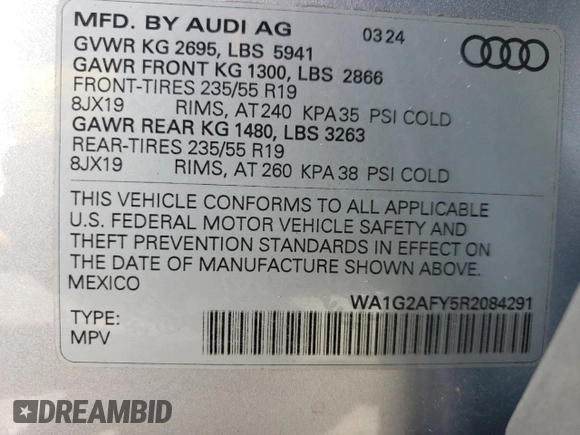 MFD. BY AUDI AG 03 24
GVWR KG 2695, LBS 5941
GAWR FRONT KG 1300, LBS 2866
FRONT-TIRES 235/55 R19
8JX19 RIMS, AT 240 KPA 35 PSI COLD
GAWR REAR KG 1480, LBS 3263
REAR-TIRES 235/55 R19
8JX19 RIMS, AT 260 KPA 38 PSI COLD
THIS VEHICLE CONFORMS TO ALL APPLICABLE
U.S. FEDERAL MOTOR VEHICLE SAFETY AND
THEFT PREVENTION STANDARDS IN EFFECT ON
THE DATE OF MANUFACTURE SHOWN ABOVE.
MEXICO
WA1G2AFY5R2084291
TYPE:
MPV
DREAMBID